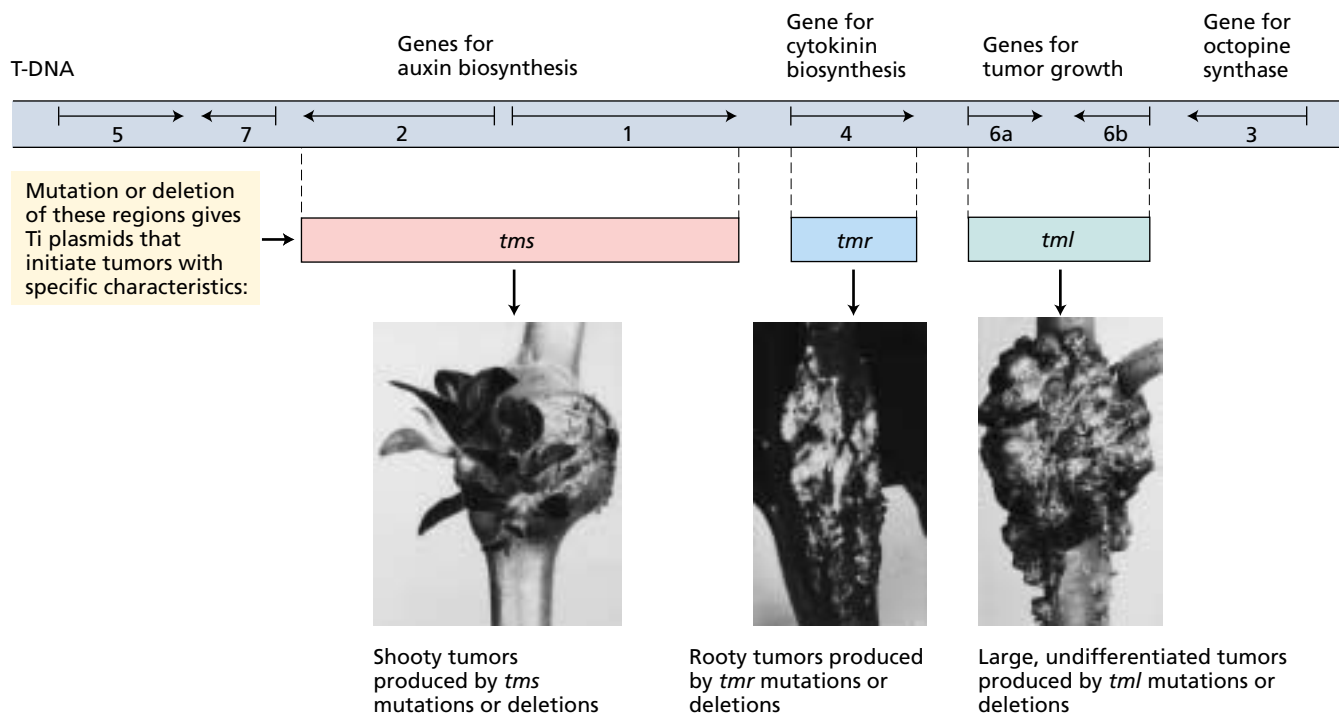 T-DNA
Genes for
auxin biosynthesis
Gene for
cytokinin
biosynthesis
Genes for
tumor growth
Gene for
octopine
synthase
5
7
2
1
4
6a
6b
3
Mutation or deletion
of these regions gives
Ti plasmids that
initiate tumors with
specific characteristics:
tms
tmr
tml
Shooty tumors
produced by tms
mutations or deletions
Rooty tumors produced
by tmr mutations or
deletions
Large, undifferentiated tumors
produced by tml mutations or
deletions